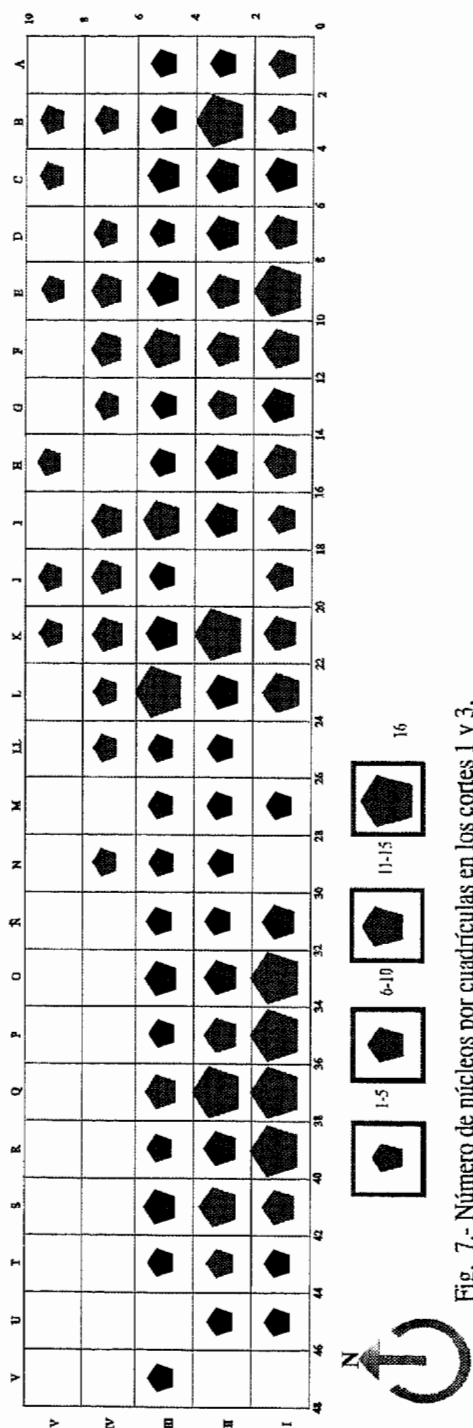 V U T S R Q P O Ñ N M LL L K J I H G F E D C B A
10
V
8
IV
6
III
4
II
2
I
0
48 46 44 42 40 38 36 34 32 30 28 26 24 22 20 18 16 14 12 10 8 6 4 2
N
1-5 6-10 11-15 16
Fig. 7.- Número de núcleos por cuadrículas en los cortes 1 y 3.